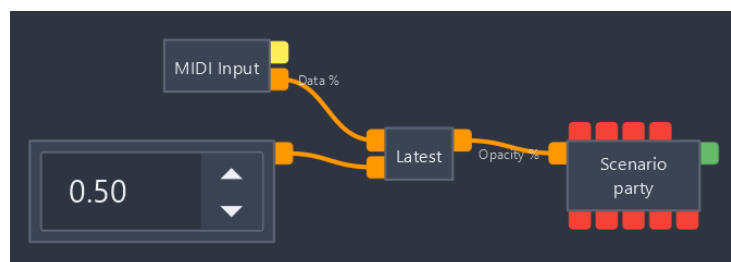 MIDI Input
Data %
0.50
Latest
Opacity %
Scenario
party